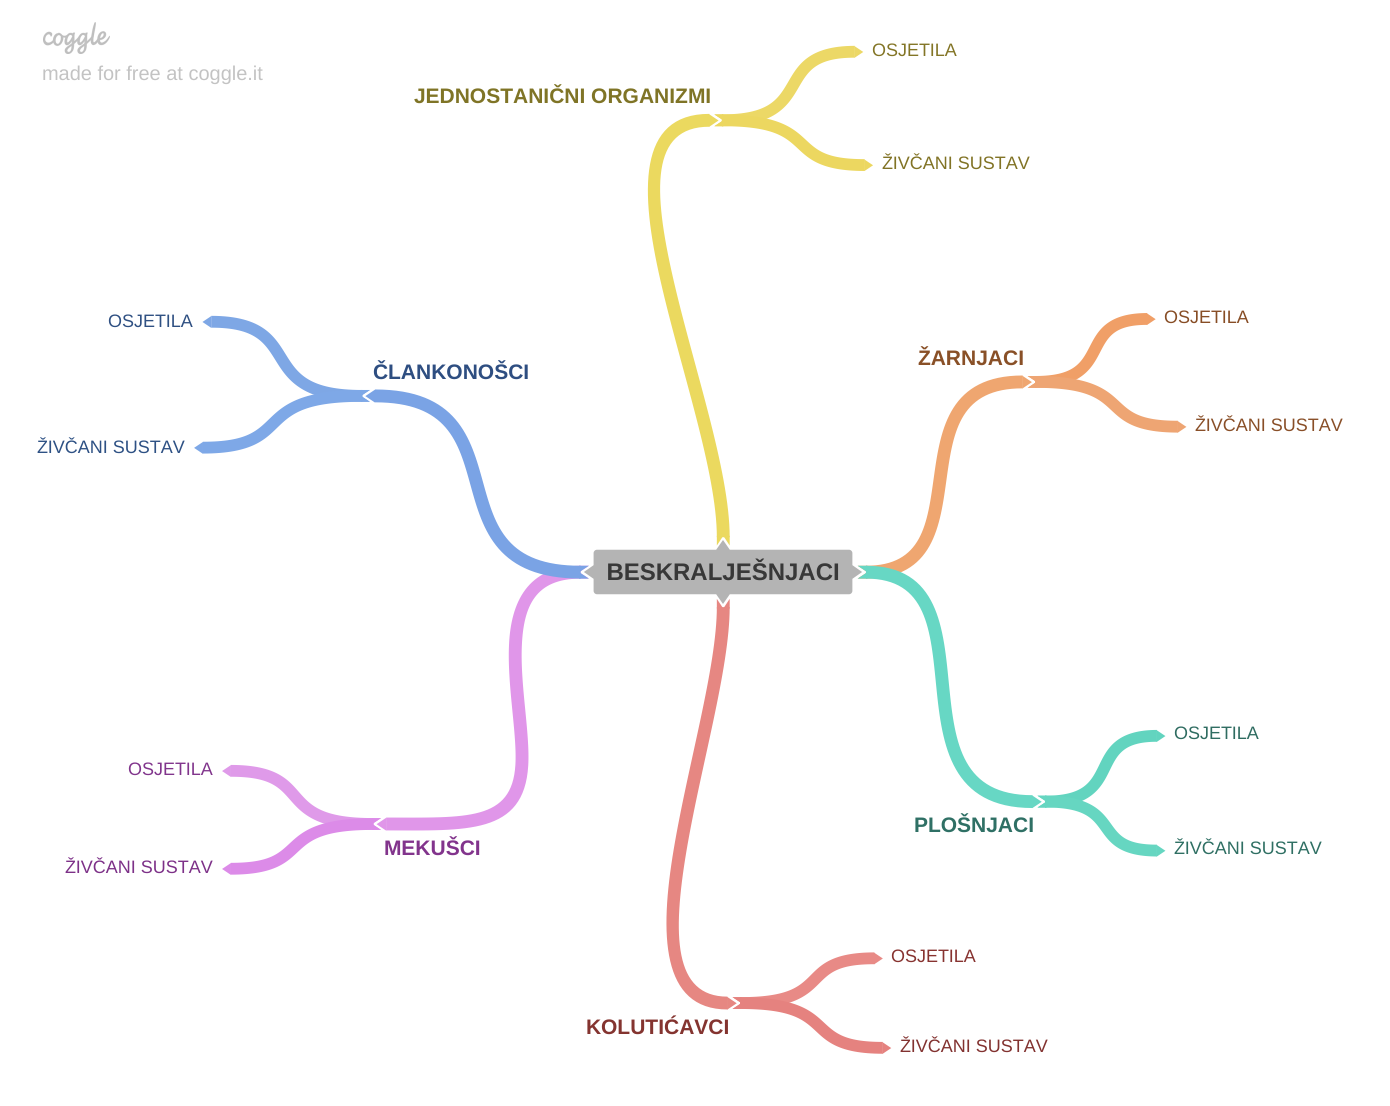 coggle
made for free at coggle.it
OSJETILA
JEDNOSTANIČNI ORGANIZMI
ŽIVČANI SUSTAV
OSJETILA
ČLANKONOŠCI
ŽIVČANI SUSTAV
OSJETILA
ŽARNJACI
ŽIVČANI SUSTAV
BESKRALJEŠNJACI
OSJETILA
MEKUŠCI
ŽIVČANI SUSTAV
OSJETILA
PLOŠNJACI
ŽIVČANI SUSTAV
OSJETILA
KOLUTIĆAVCI
ŽIVČANI SUSTAV